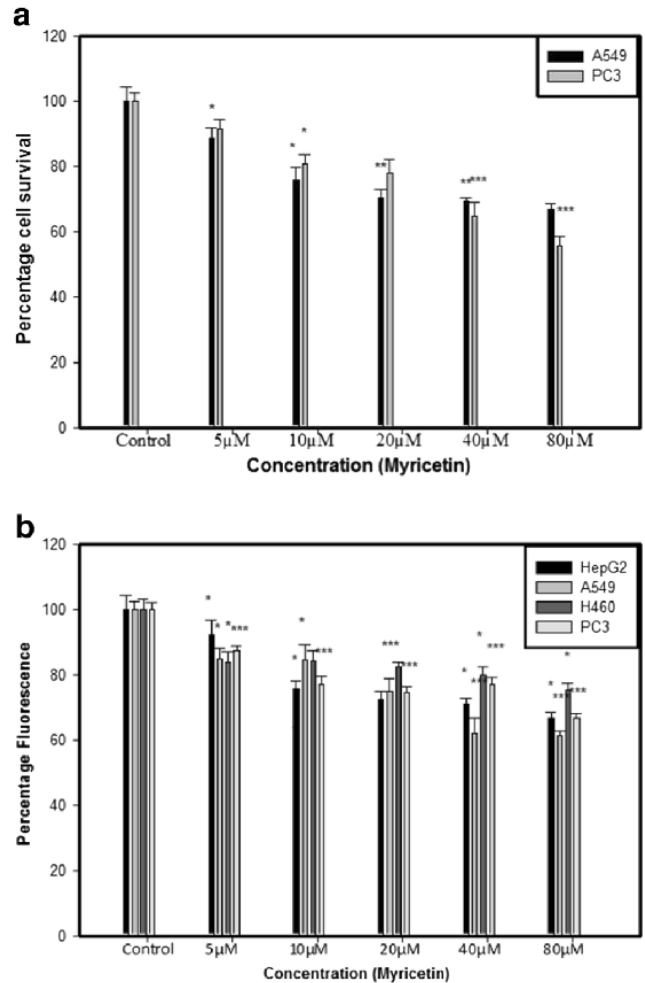 a
120
A549
PC3
100
80
60
40
20
0
Percentage cell survival
*
*
*
**
**
***
***
Control 5μM 10μM 20μM 40μM 80μM
Concentration (Myricetin)
b
120
HepG2
A549
H460
PC3
100
80
60
40
20
0
Percentage Fluorescence
*
*
*
***
*
*
***
***
***
*
***
*
***
*
***
*
***
Control 5μM 10μM 20μM 40μM 80μM
Concentration (Myricetin)